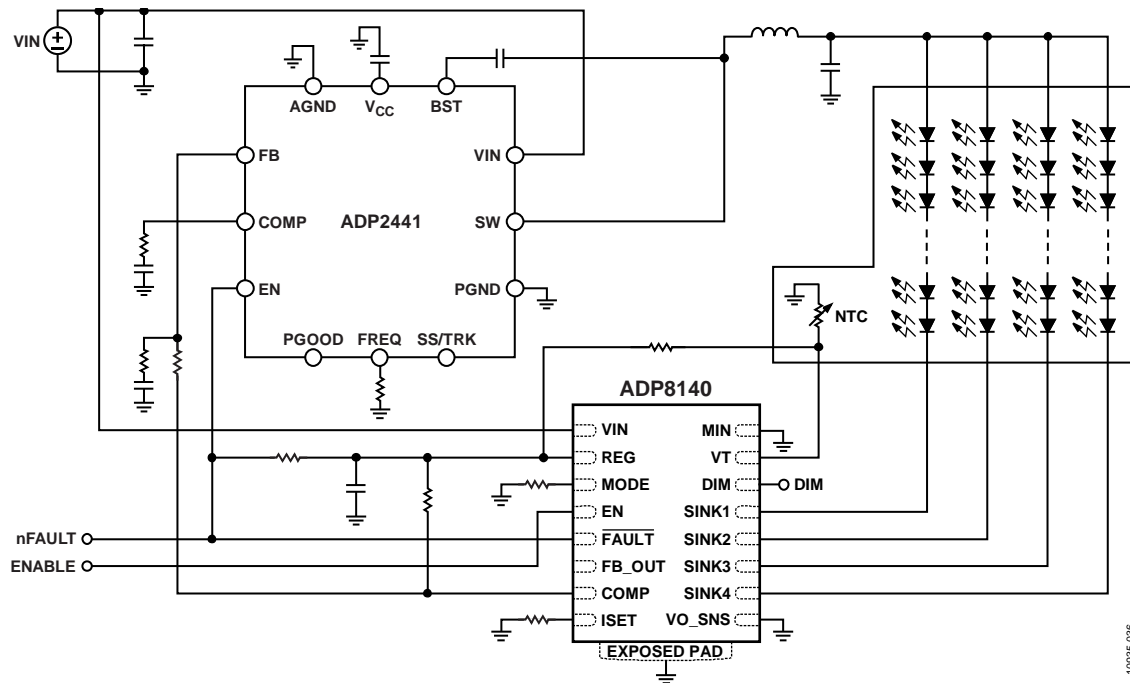 VIN
AGND
VCC
BST
FB
VIN
COMP
ADP2441
SW
EN
PGND
PGOOD
FREQ
SS/TRK
NTC
ADP8140
VIN
MIN
REG
VT
MODE
DIM
DIM
EN
SINK1
nFAULT
FAULT
SINK2
ENABLE
FB_OUT
SINK3
COMP
SINK4
ISET
VO_SNS
EXPOSED PAD